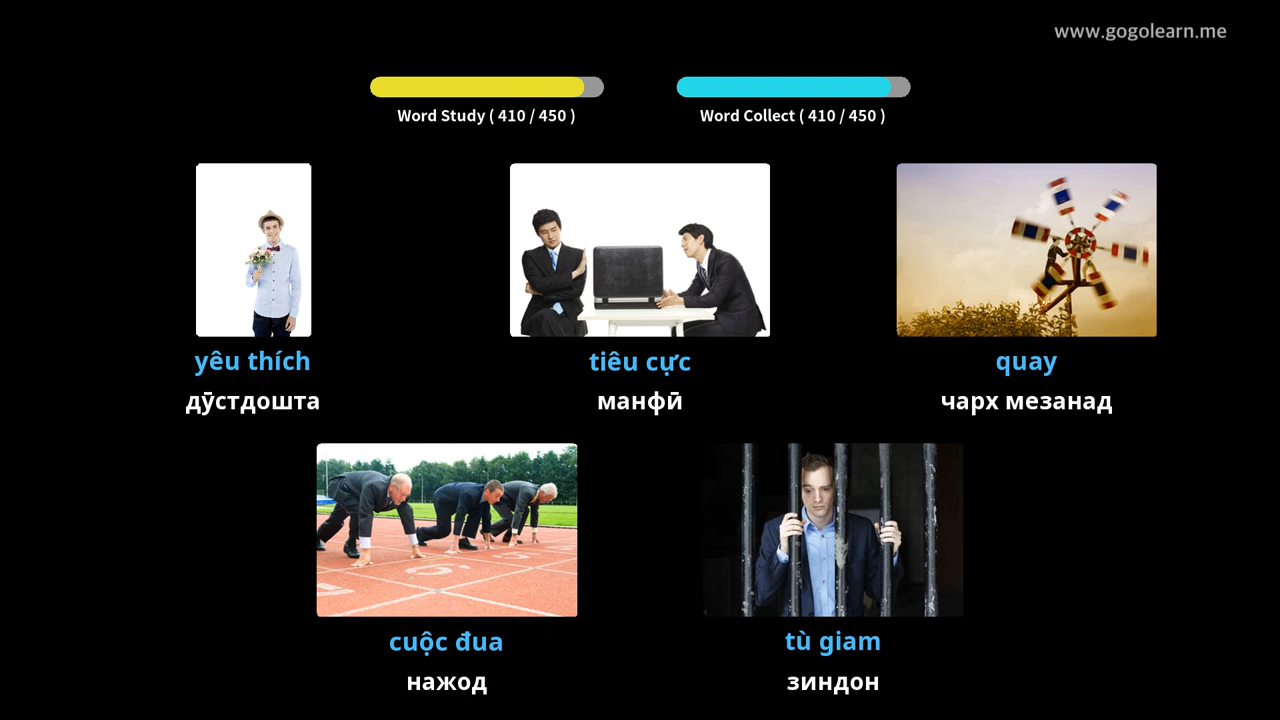 www.gogolearn.me
Word Study ( 410 / 450 )
Word Collect ( 410 / 450 )
yêu thích
дӯстдошта
tiêu cực
манфӣ
quay
чарх мезанад
cuộc đua
нажод
tù giam
зиндон